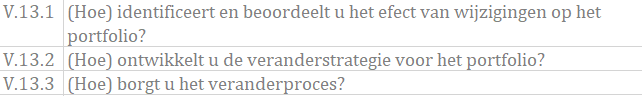 V.13.1 (Hoe) identificeert en beoordeelt u het effect van wijzigingen op het
portfolio?
V.13.2 (Hoe) ontwikkelt u de veranderstrategie voor het portfolio?
V.13.3 (Hoe) borgt u het veranderproces?